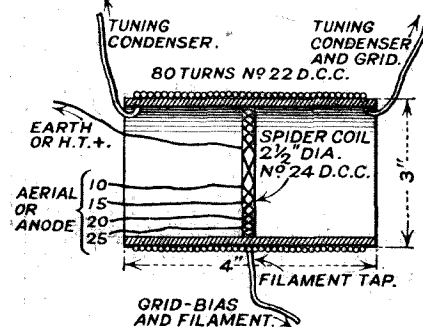 TUNING
CONDENSER.
TUNING
CONDENSER
AND GRID.
80 TURNS Nº 22 D.C.C.
EARTH
OR H.T.+.
SPIDER COIL
2½" DIA.
Nº 24 D.C.C.
3"
AERIAL
OR
ANODE
10
15
20
25
4"
FILAMENT TAP.
GRID-BIAS
AND FILAMENT.